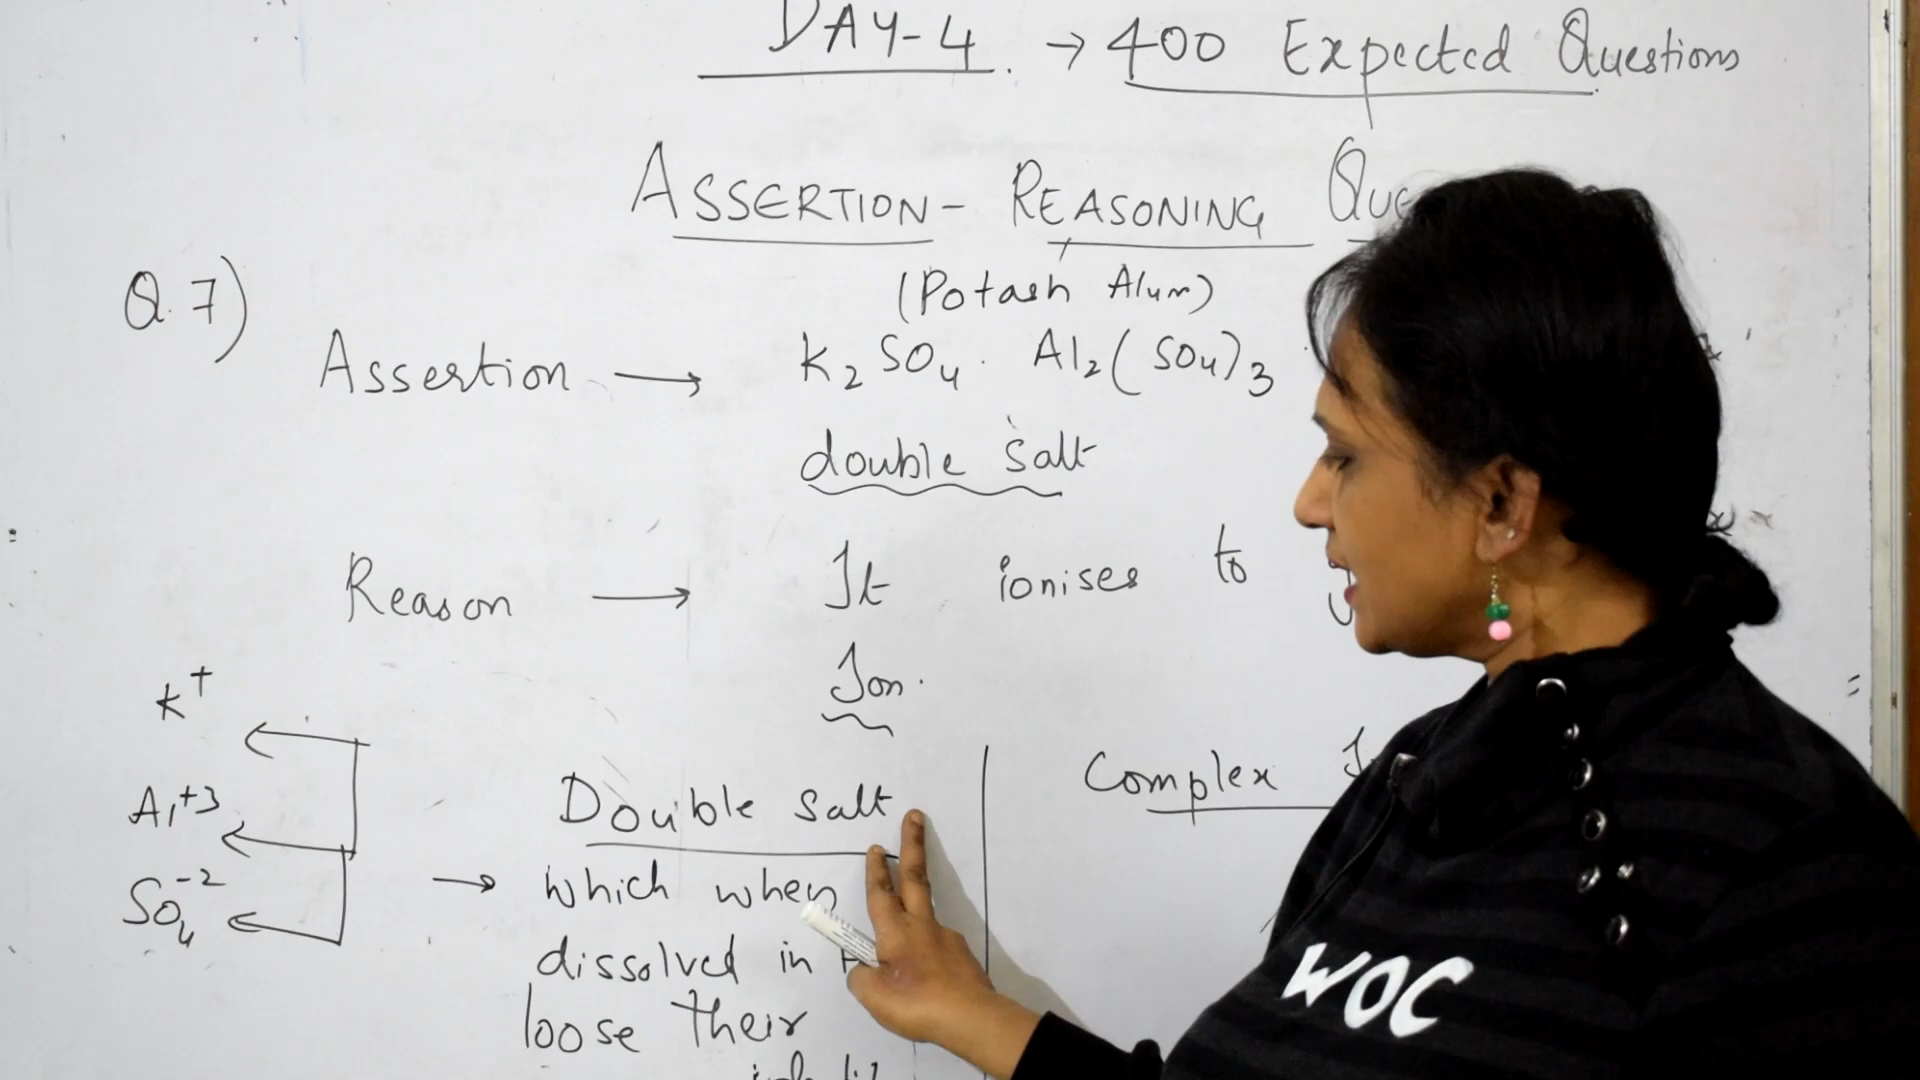 DAY-4. → 400 Expected Questions
ASSERTION- REASONING
Q.7)
(Potash Alum)
Assertion → K2SO4. Al2(SO4)3
double salt
Reason → It ionises to
Ion.
K+
Al+3
SO4-2
Double salt
→ which when
dissolved in
loose their
Complex
WOC